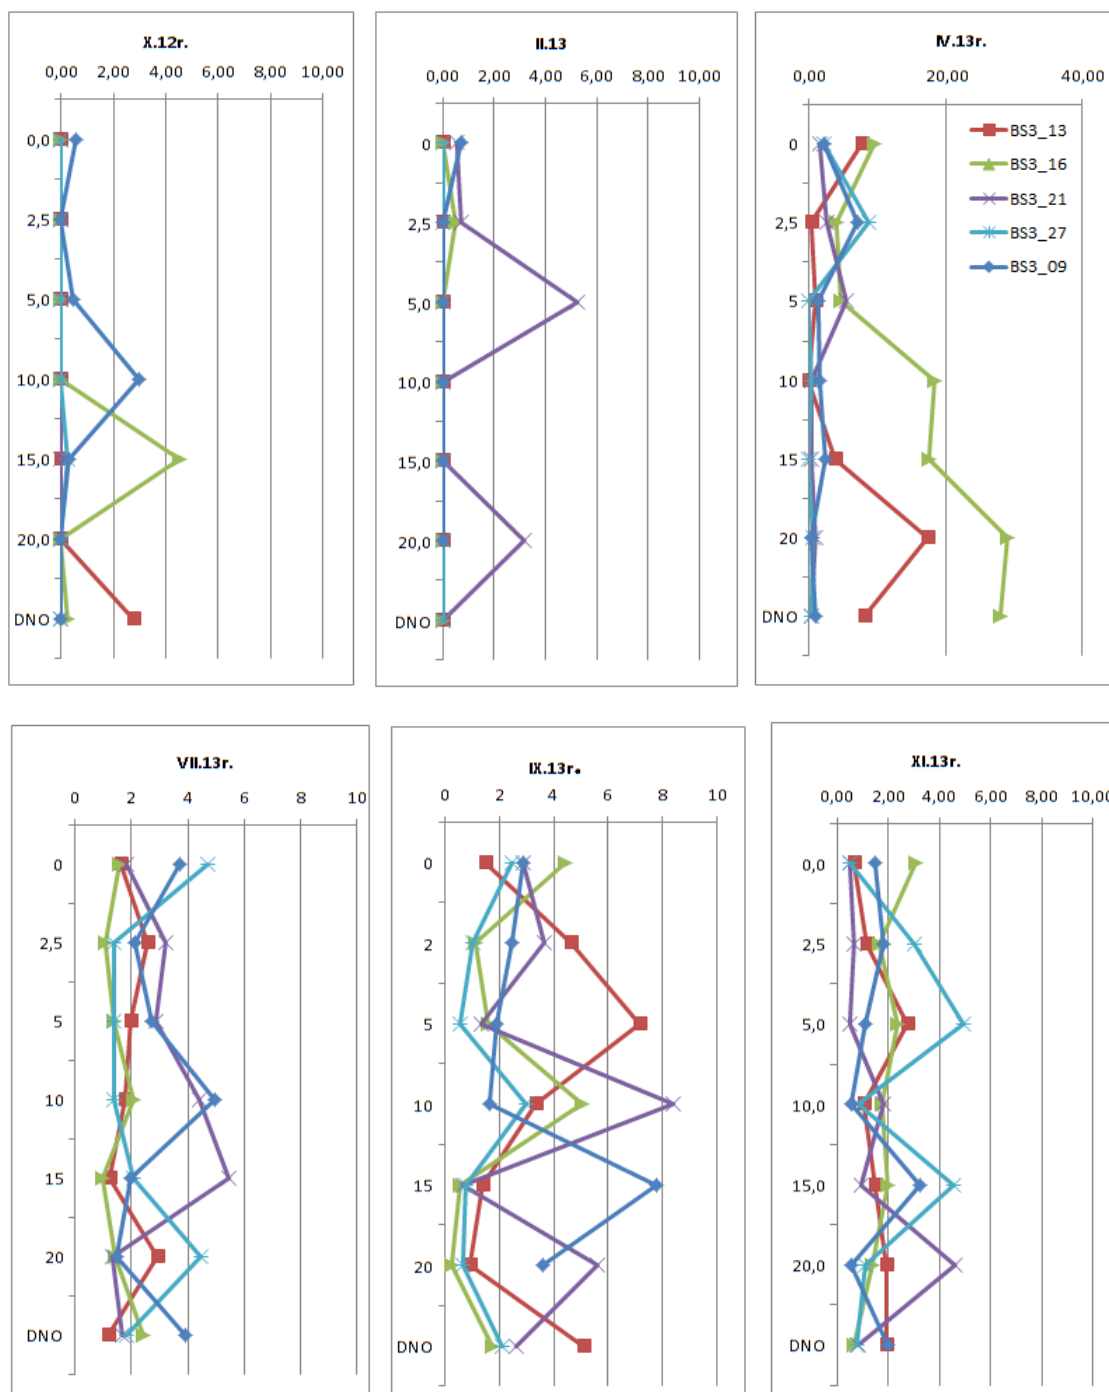 X.12r.
0,00 2,00 4,00 6,00 8,00 10,00
0,0
2,5
5,0
10,0
15,0
20,0
DNO
II.13
0,00 2,00 4,00 6,00 8,00 10,00
0
2,5
5,0
10,0
15,0
20,0
DNO
IV.13r.
0,00 20,00 40,00
0
2,5
5
10
15
20
DNO
BS3_13
BS3_16
BS3_21
BS3_27
BS3_09
VII.13r.
0 2 4 6 8 10
0
2,5
5
10
15
20
DNO
IX.13r.
0 2 4 6 8 10
0
2
5
10
15
20
DNO
XI.13r.
0,00 2,00 4,00 6,00 8,00 10,00
0,0
2,5
5,0
10,0
15,0
20,0
DNO